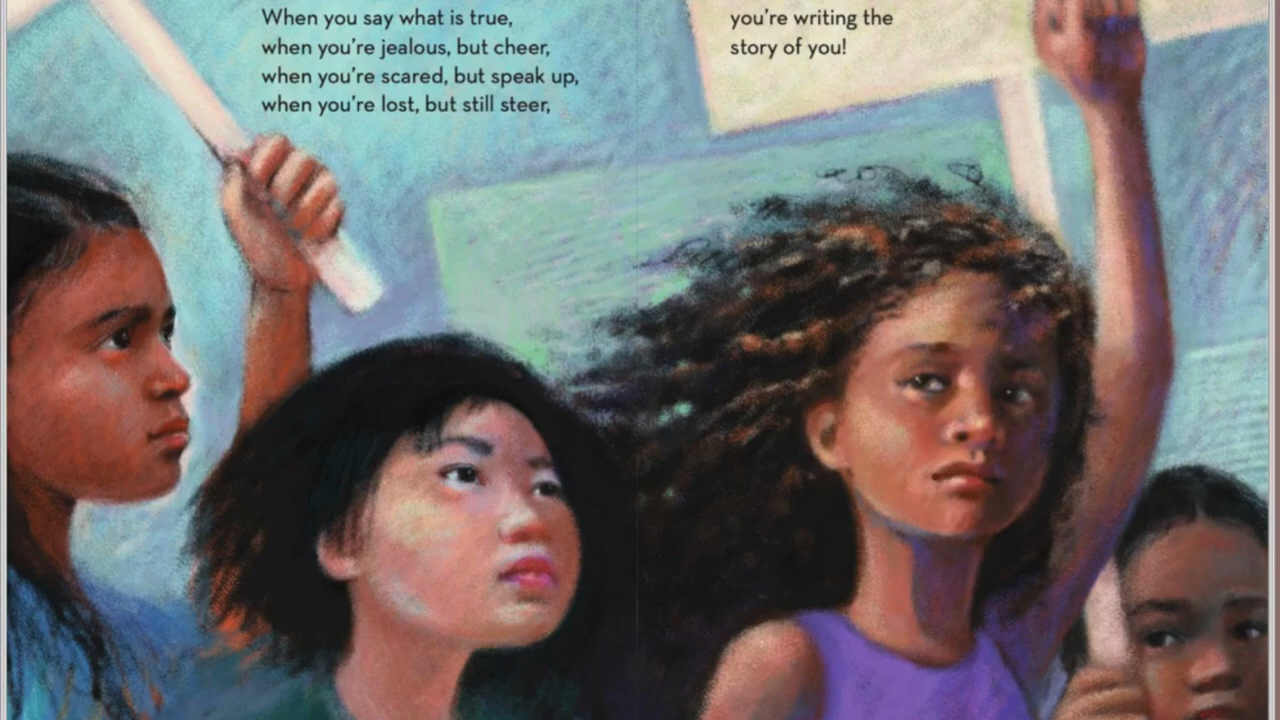 When you say what is true,
when you’re jealous, but cheer,
when you’re scared, but speak up,
when you’re lost, but still steer,
you’re writing the
story of you!